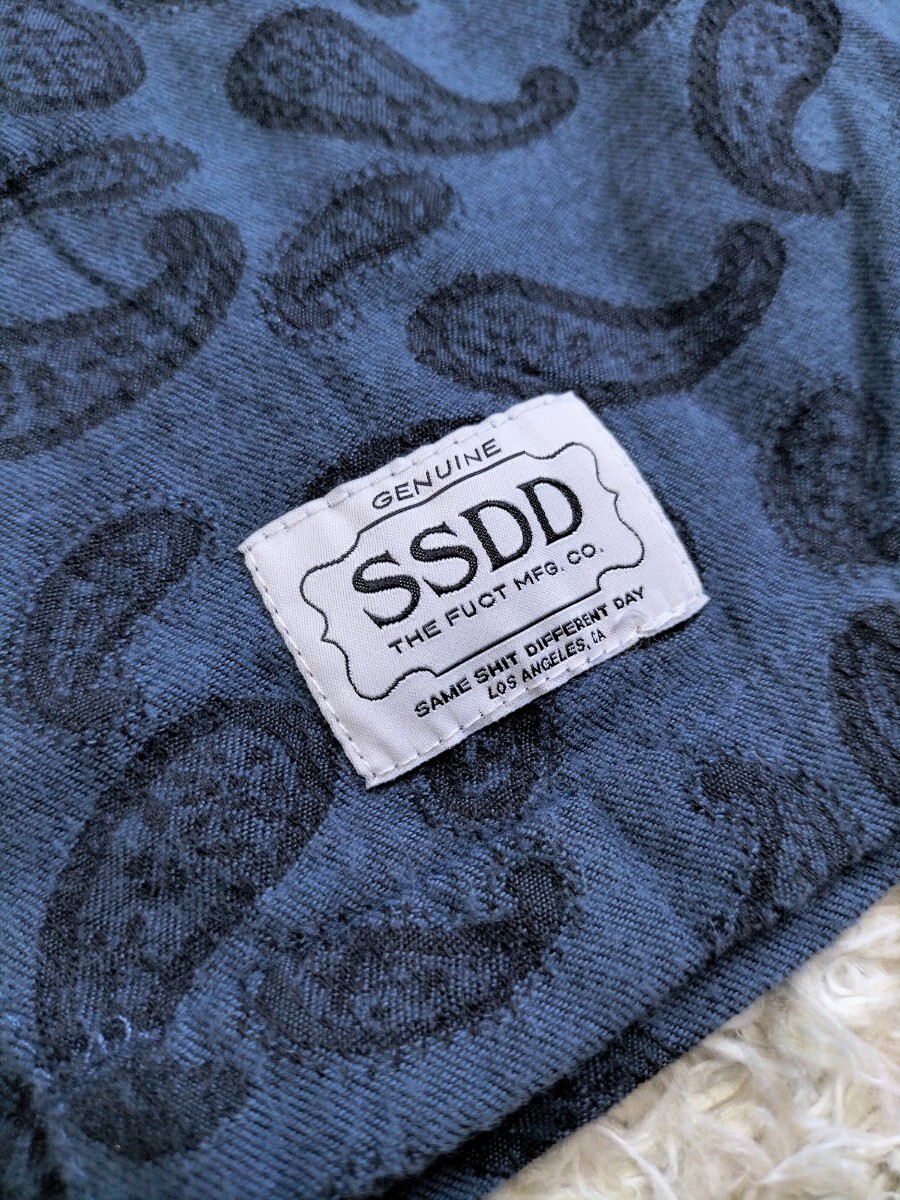 GENUINE
SSDD
THE FUCT MFG. CO.
SAME SHIT DIFFERENT DAY
LOS ANGELES, CA